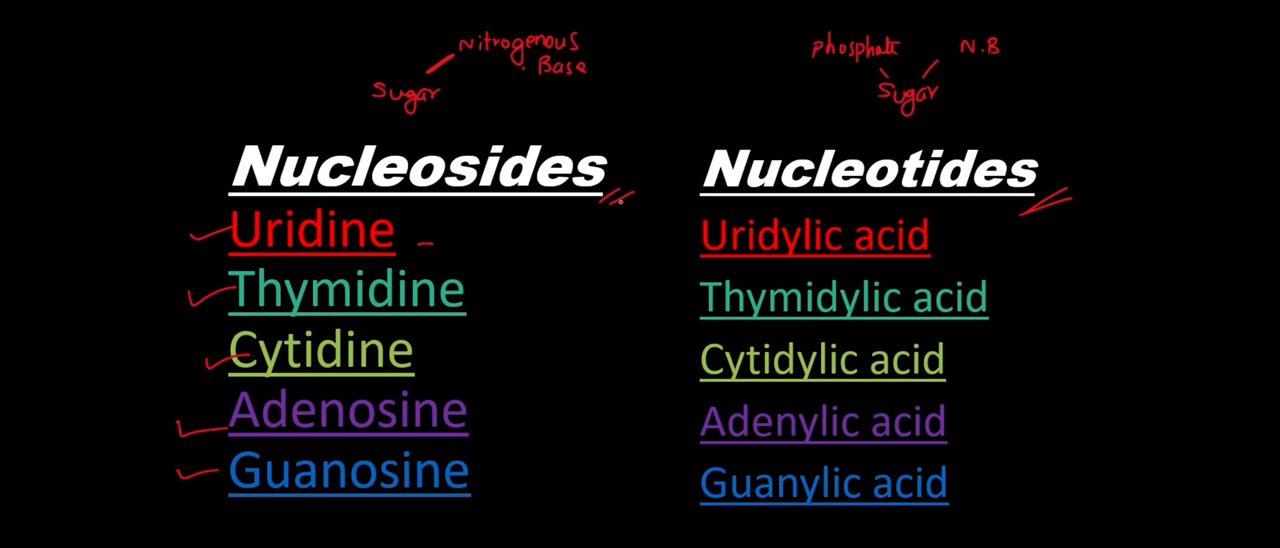 Nitrogenous
Base
Sugar
phosphate
N.B
Sugar
Nucleosides
Uridine
Thymidine
Cytidine
Adenosine
Guanosine
Nucleotides
Uridylic acid
Thymidylic acid
Cytidylic acid
Adenylic acid
Guanylic acid